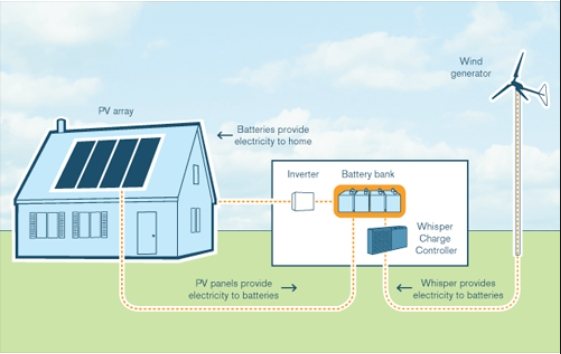 Wind
generator
PV array
Batteries provide
electricity to home
Inverter
Battery bank
Whisper
Charge
Controller
PV panels provide
electricity to batteries
Whisper provides
electricity to batteries